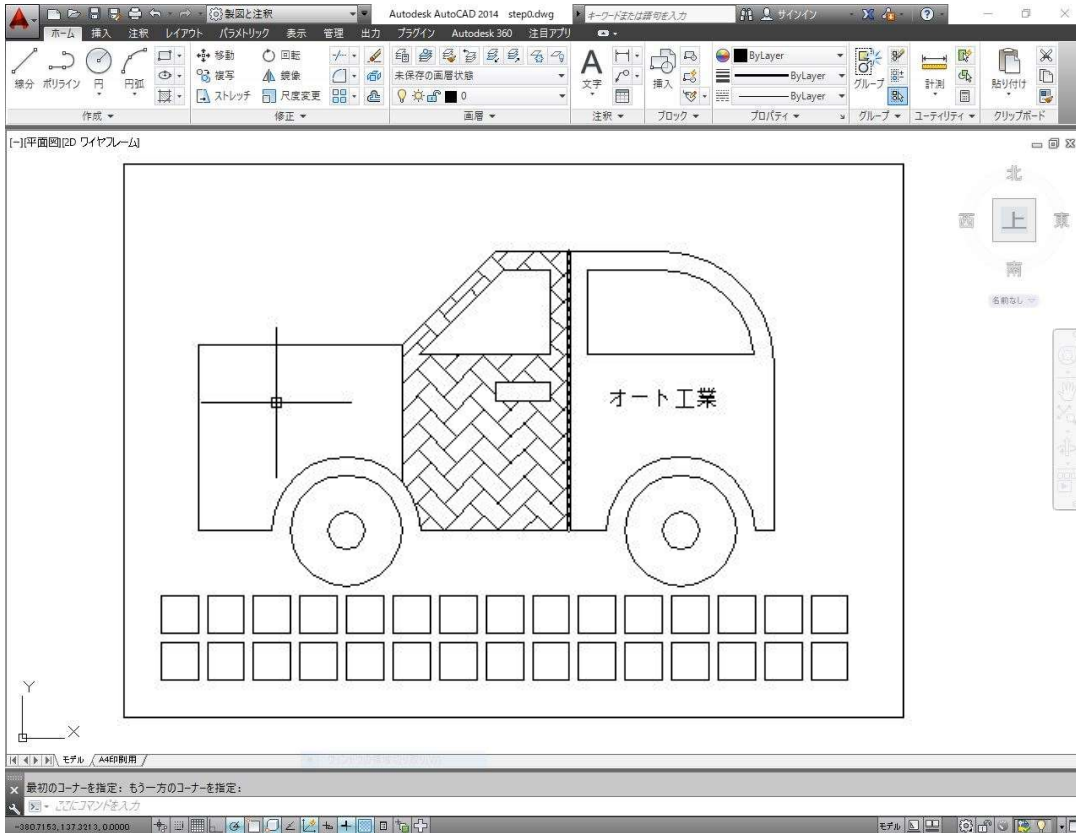 製図と注釈
Autodesk AutoCAD 2014 step0.dwg
キーワードまたは語句を入力
サインイン
ホーム 挿入 注釈 レイアウト パラメトリック 表示 管理 出力 プラグイン Autodesk 360 注目アプリ
線分 ポリライン 円 円弧
移動 回転
複写 鏡像
ストレッチ 尺度変更
未保存の画層状態
0
文字
挿入
ByLayer
ByLayer
ByLayer
グループ
計測
貼り付け
作成 修正 画層 注釈 ブロック プロパティ グループ ユーティリティ クリップボード
[-][平面図][2D ワイヤフレーム]
北
西 上 東
南
名前なし
オート工業
Y
X
モデル A4印刷用
最初のコーナーを指定: もう一方のコーナーを指定:
ここにコマンドを入力
-380.7153, 137.3213, 0.0000
モデル